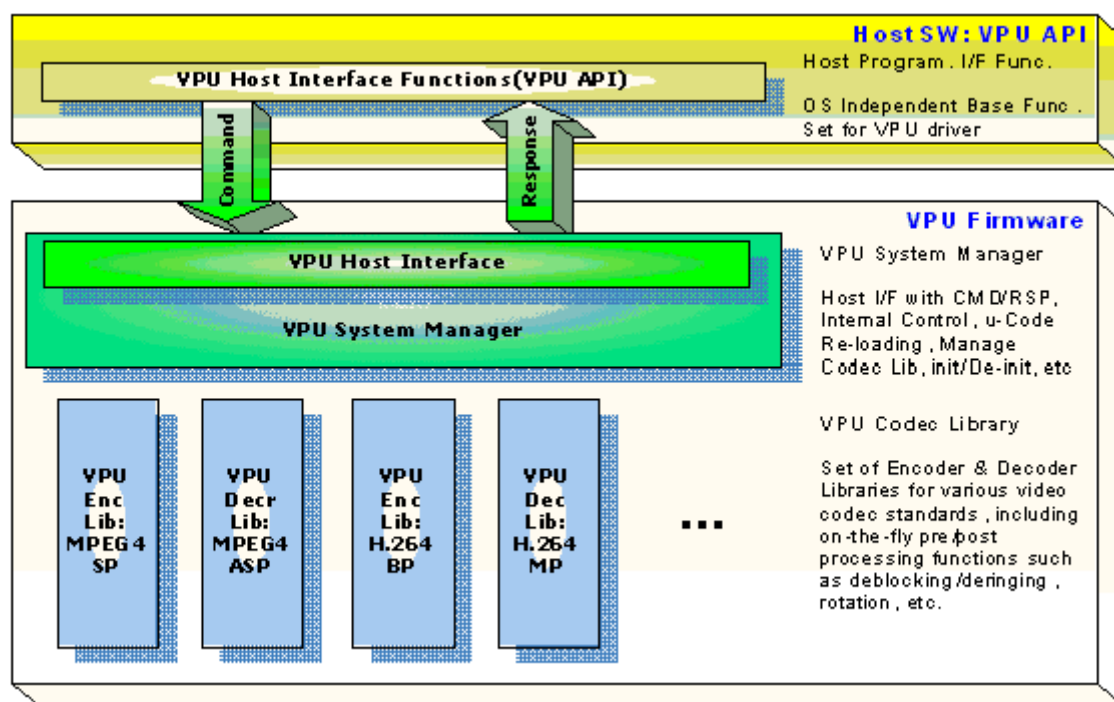 Host SW: VPU API
VPU Host Interface Functions(VPU API)
Host Program. I/F Func.
OS Independent Base Func.
Set for VPU driver
Command
Response
VPU Firmware
VPU Host Interface
VPU System Manager
VPU System Manager
Host I/F with CMD/RSP,
Internal Control, u-Code
Re-loading, Manage
Codec Lib, init/De-init, etc
VPU
Enc
Lib:
MPEG4
SP
VPU
Decr
Lib:
MPEG4
ASP
VPU
Enc
Lib:
H.264
BP
VPU
Dec
Lib:
H.264
MP
...
VPU Codec Library
Set of Encoder & Decoder
Libraries for various video
codec standards, including
on-the-fly pre/post
processing functions such
as deblocking/deringing,
rotation, etc.